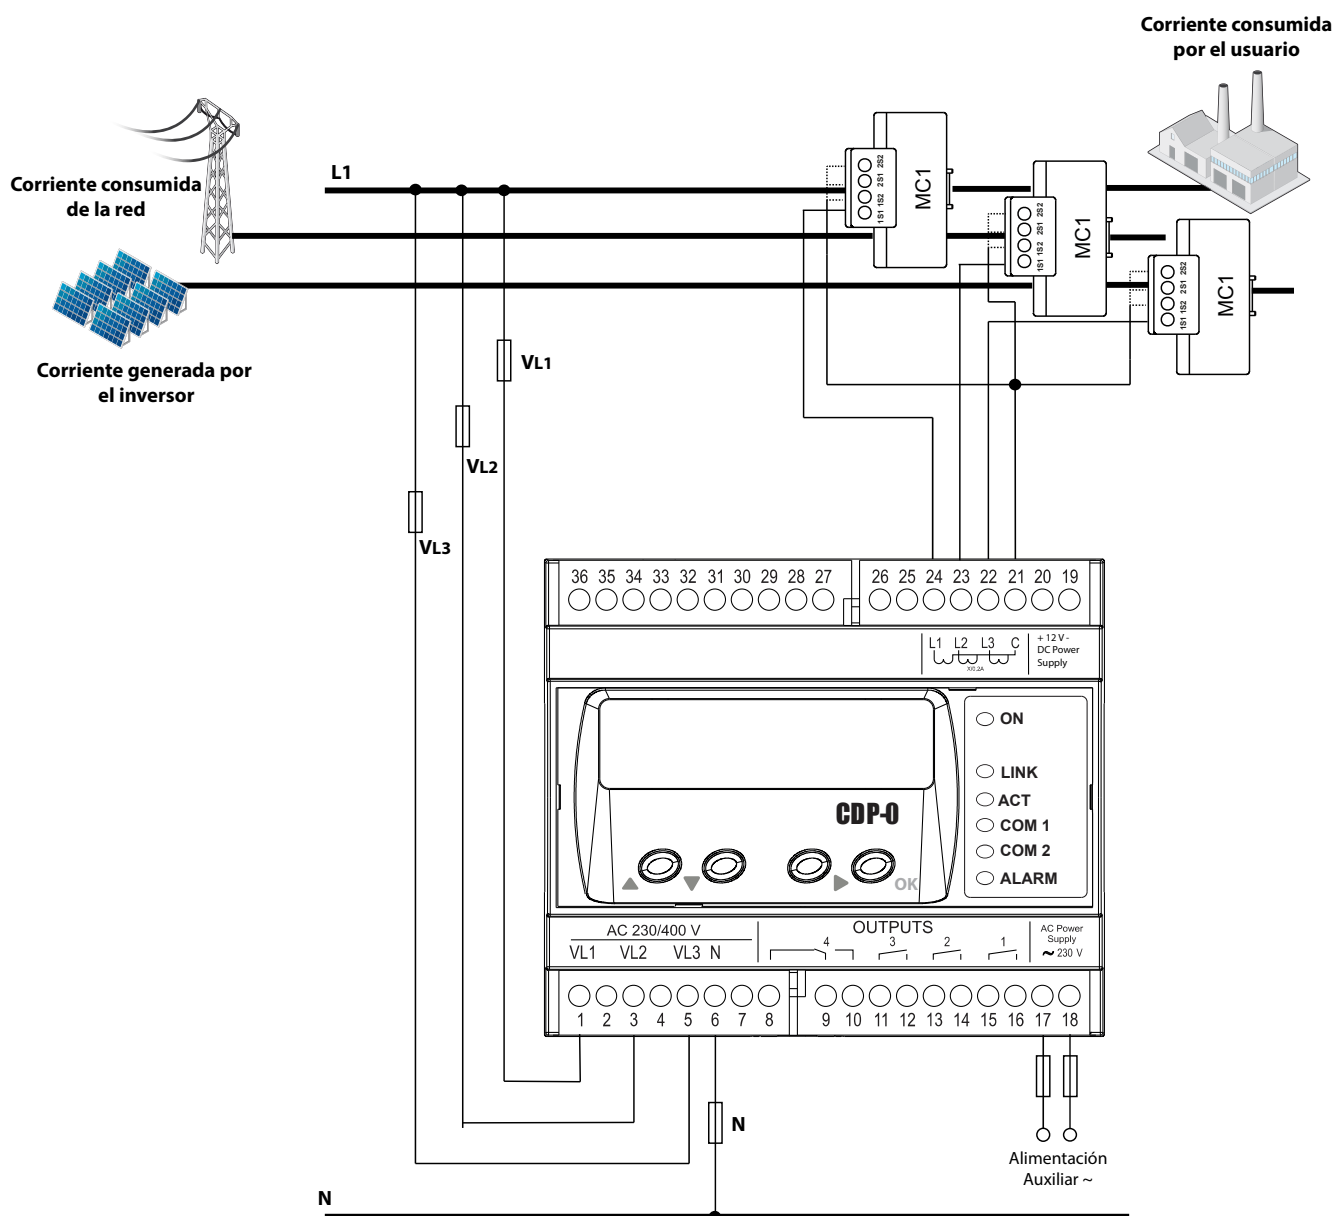 Corriente consumida
por el usuario
Corriente consumida
de la red
L1
2S2
2S1
1S2
1S1
MC1
2S2
2S1
1S2
1S1
MC1
2S2
2S1
1S2
1S1
MC1
Corriente generada por
el inversor
VL1
VL2
VL3
36 35 34 33 32 31 30 29 28 27 26 25 24 23 22 21 20 19
L1 L2 L3 C
X/0.2A
+ 12 V -
DC Power
Supply
ON
LINK
ACT
COM 1
COM 2
ALARM
CDP-0
OK
AC 230/400 V
VL1 VL2 VL3 N
OUTPUTS
4 3 2 1
AC Power
Supply
~ 230 V
1 2 3 4 5 6 7 8 9 10 11 12 13 14 15 16 17 18
N
Alimentación
Auxiliar ~
N